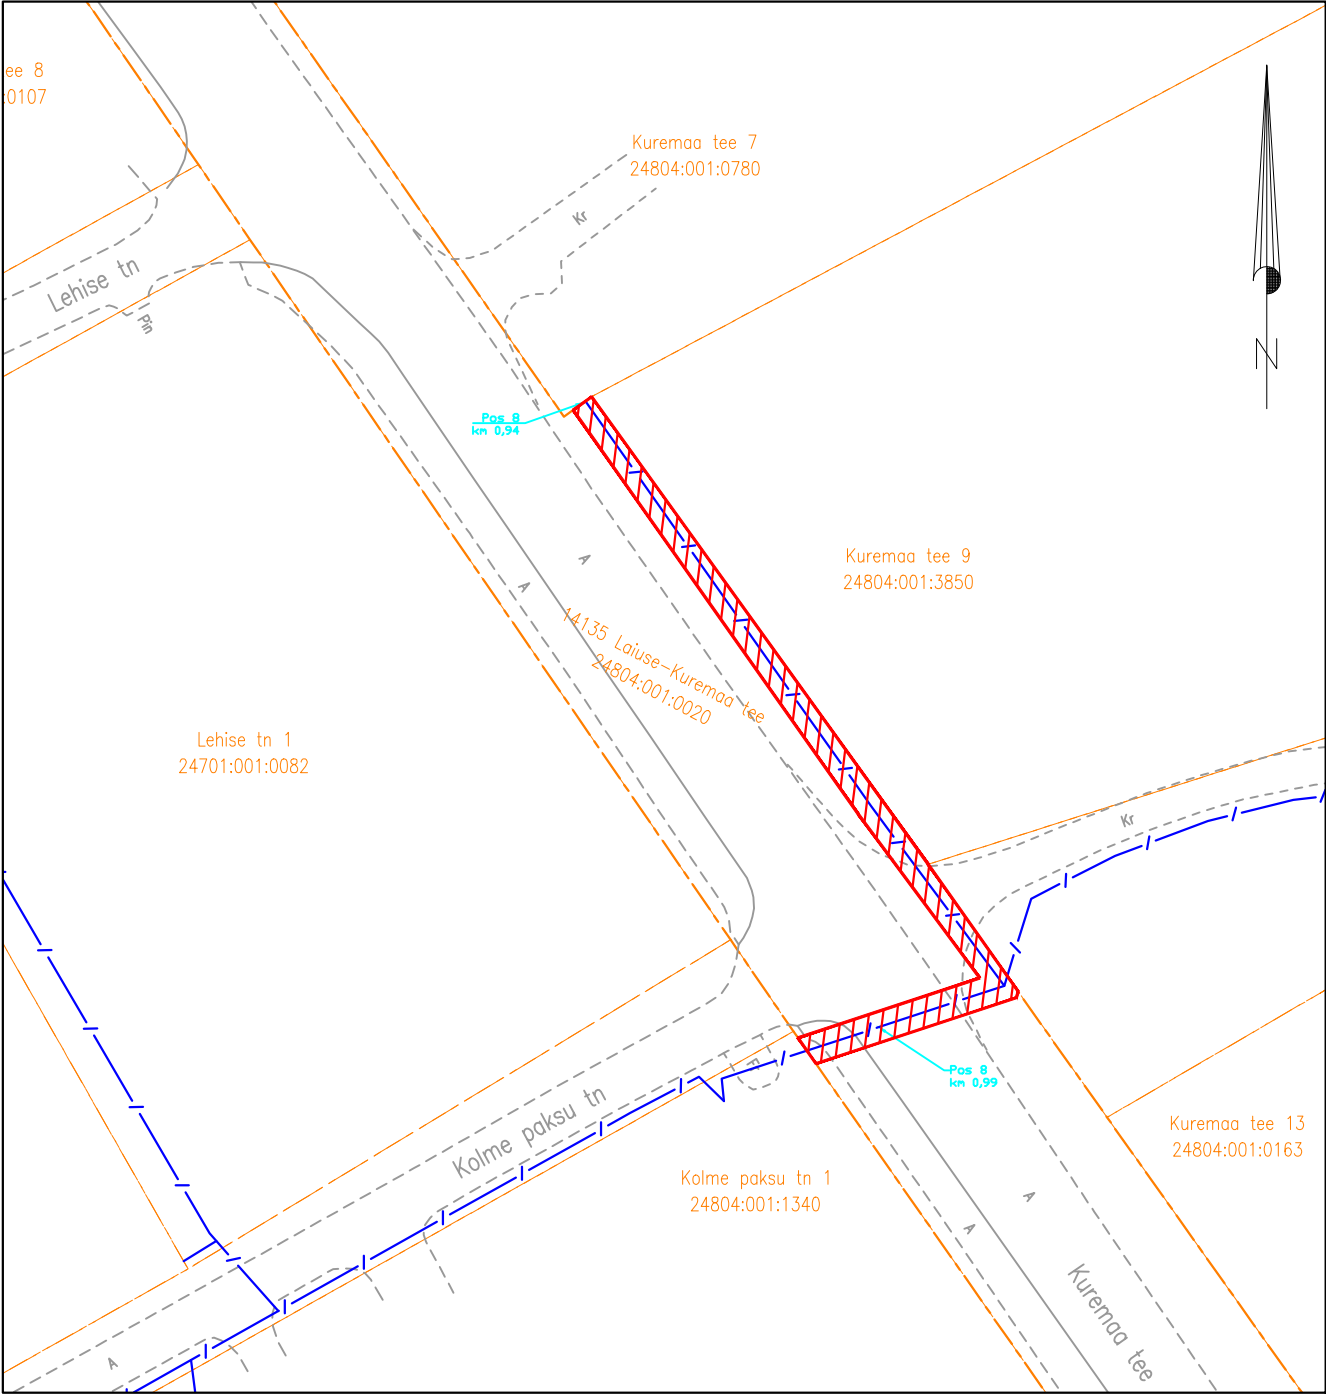 ee 8
:0107
Kuremaa tee 7
24804:001:0780
Kr
Lehise tn
Pin
N
Pos 8
km 0,94
A
A
Kuremaa tee 9
24804:001:3850
14135 Laiuse-Kuremaa tee
24804:001:0020
Lehise tn 1
24701:001:0082
Kr
Pos 8
km 0,99
Kolme paksu tn
Kuremaa tee 13
24804:001:0163
Kolme paksu tn 1
24804:001:1340
A
A
Kuremaa tee
A